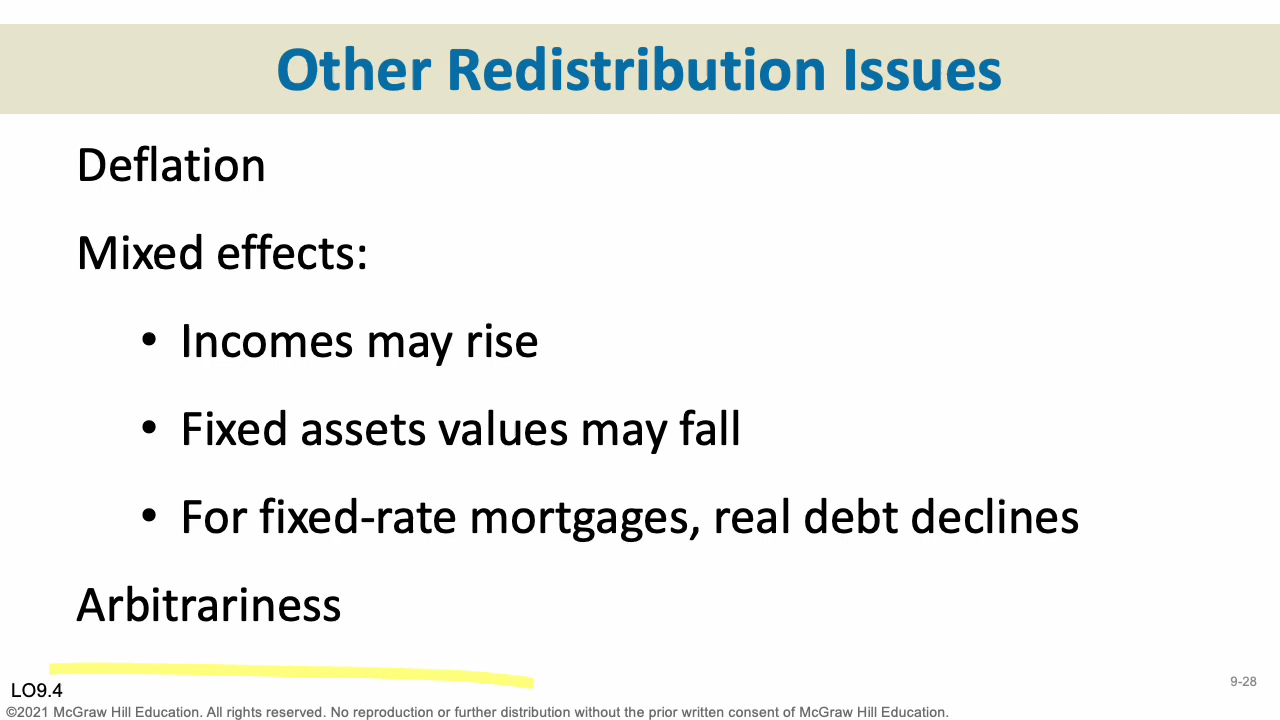 Other Redistribution Issues
Deflation
Mixed effects:
• Incomes may rise
• Fixed assets values may fall
• For fixed-rate mortgages, real debt declines
Arbitrariness
LO9.4
9-28
©2021 McGraw Hill Education. All rights reserved. No reproduction or further distribution without the prior written consent of McGraw Hill Education.